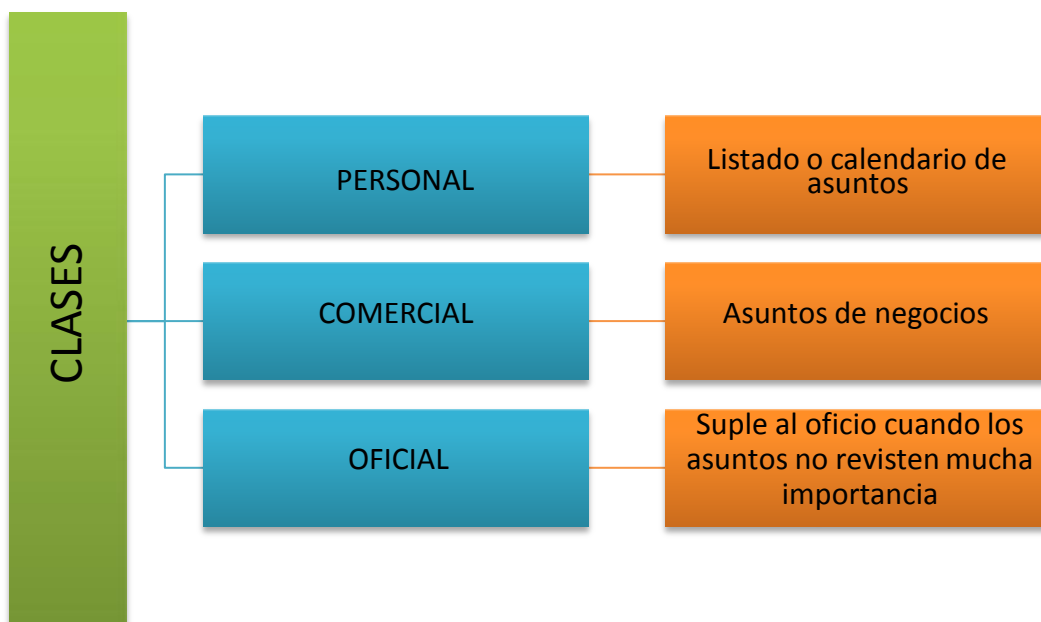 CLASES
PERSONAL
Listado o calendario de
asuntos
COMERCIAL
Asuntos de negocios
OFICIAL
Suple al oficio cuando los
asuntos no revisten mucha
importancia